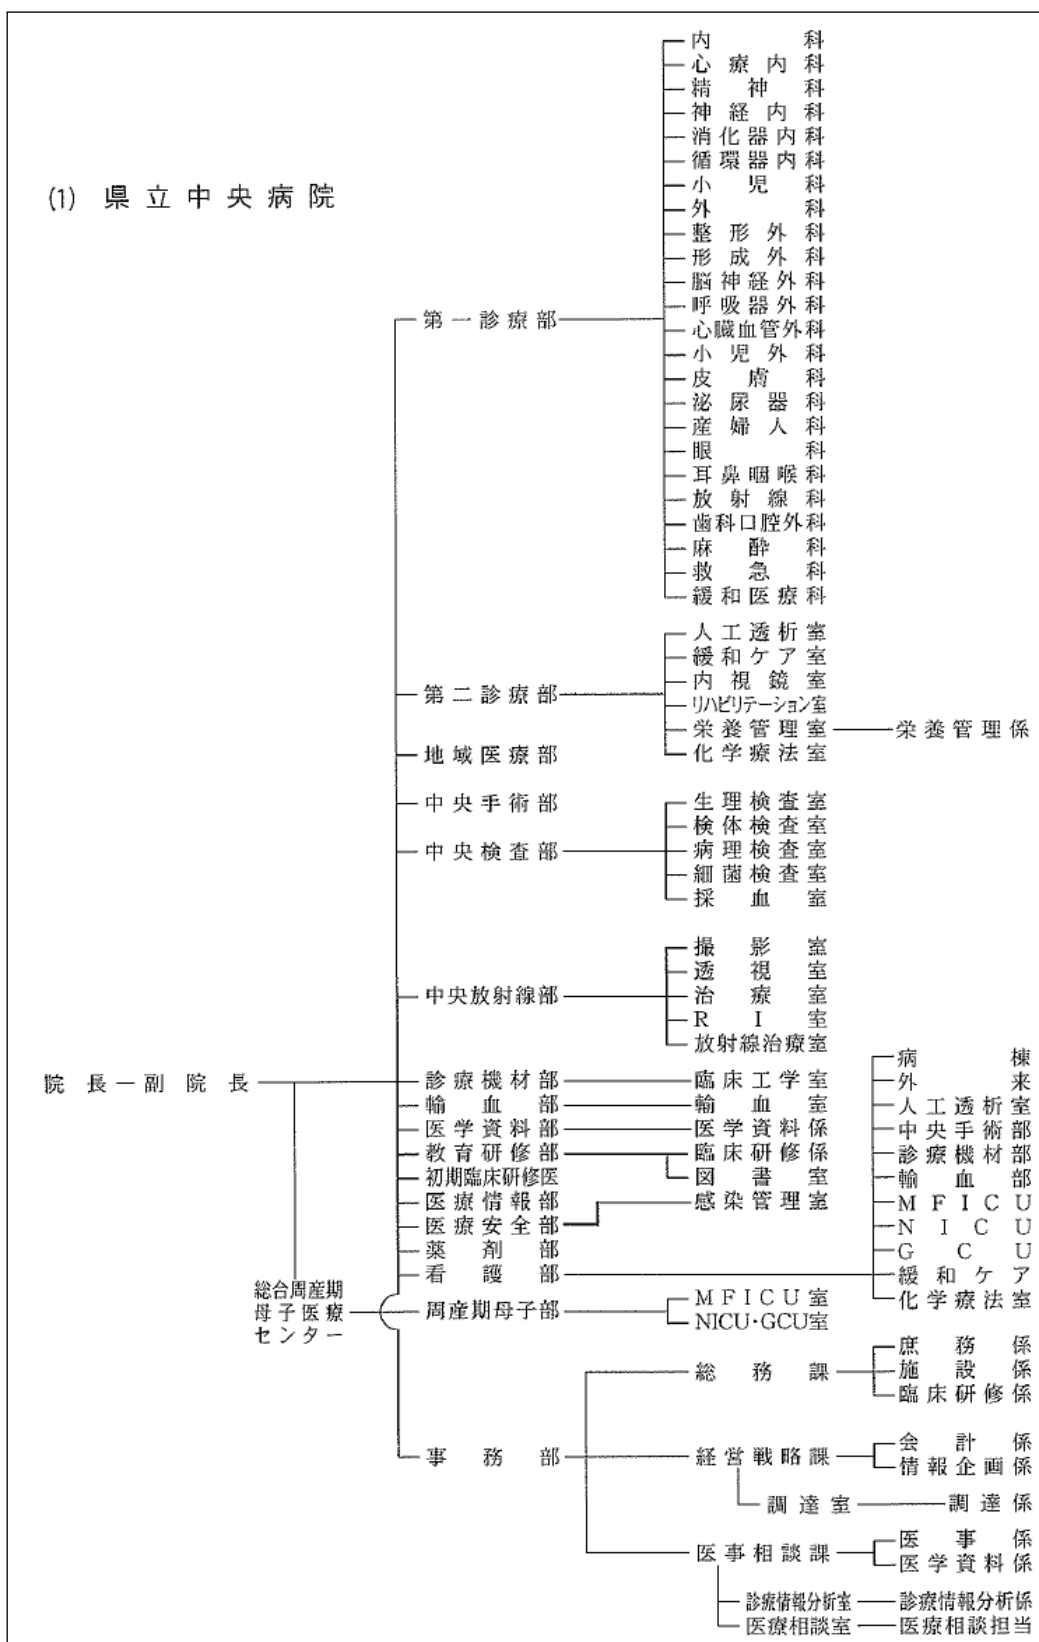 (1) 県立中央病院
院長
副院長
総合周産期
母子医療
センター
第一診療部
内科
心療内科
精神科
神経内科
消化器内科
循環器内科
小児科
外科
整形外科
形成外科
脳神経外科
呼吸器外科
心臓血管外科
小児外科
皮膚科
泌尿器科
産婦人科
眼科
耳鼻咽喉科
放射線科
歯科口腔外科
麻酔科
救急科
緩和医療科
第二診療部
人工透析室
緩和ケア室
内視鏡室
リハビリテーション室
栄養管理室
栄養管理係
化学療法室
地域医療部
中央手術部
中央検査部
生理検査室
検体検査室
病理検査室
細菌検査室
採血室
中央放射線部
撮影室
透視室
治療室
RI室
放射線治療室
診療機材部
臨床工学室
輸血部
輸血室
医学資料部
医学資料係
教育研修部
臨床研修係
図書室
初期臨床研修医
医療情報部
医療安全部
感染管理室
薬剤部
看護部
病棟
外来
人工透析室
中央手術部
診療機材部
輸血部
MFICU
NICU
GCU
緩和ケア
化学療法室
周産期母子部
MFICU室
NICU・GCU室
事務部
総務課
庶務係
施設係
臨床研修係
経営戦略課
会計係
情報企画係
調達室
調達係
医事相談課
医事係
医学資料係
診療情報分析室
診療情報分析係
医療相談室
医療相談担当